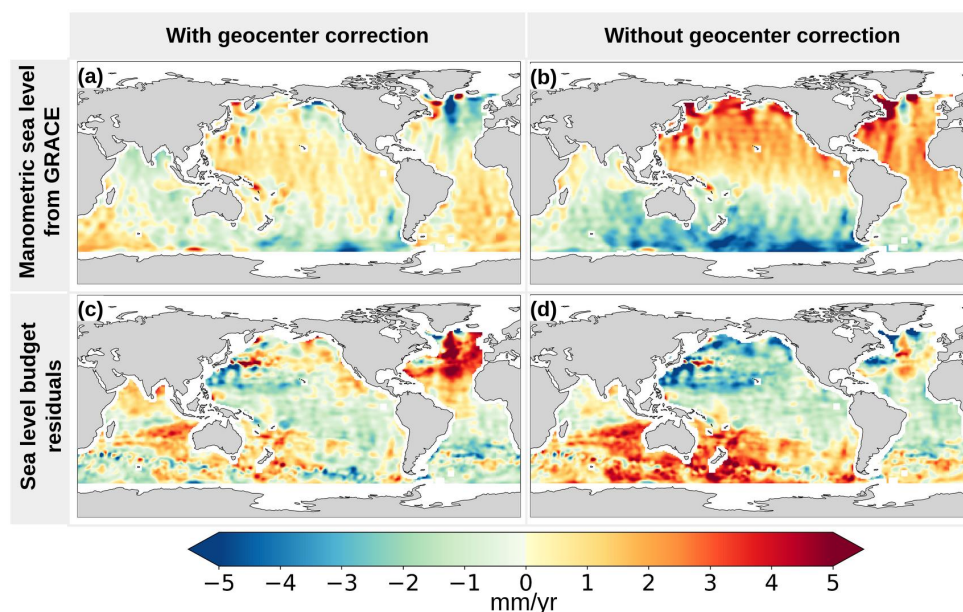 With geocenter correction
Without geocenter correction
Manometric sea level
from GRACE
(a)
(b)
Sea level budget
residuals
(c)
(d)
−5 −4 −3 −2 −1 0 1 2 3 4 5
mm/yr